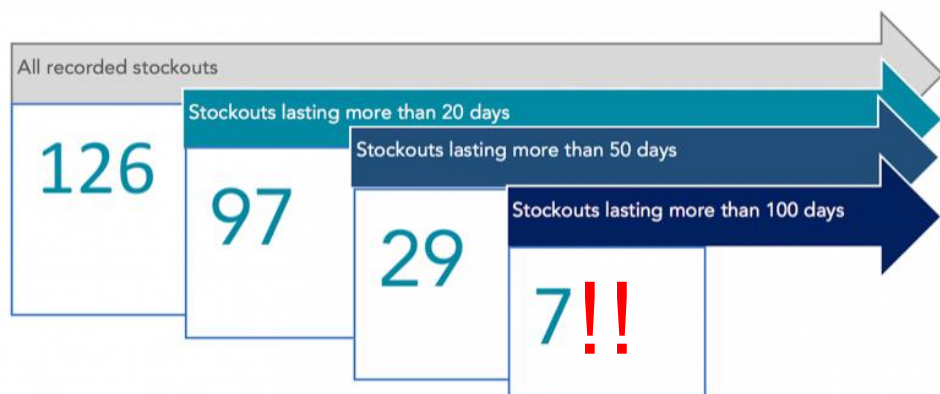 All recorded stockouts
126
Stockouts lasting more than 20 days
97
Stockouts lasting more than 50 days
29
Stockouts lasting more than 100 days
7!!